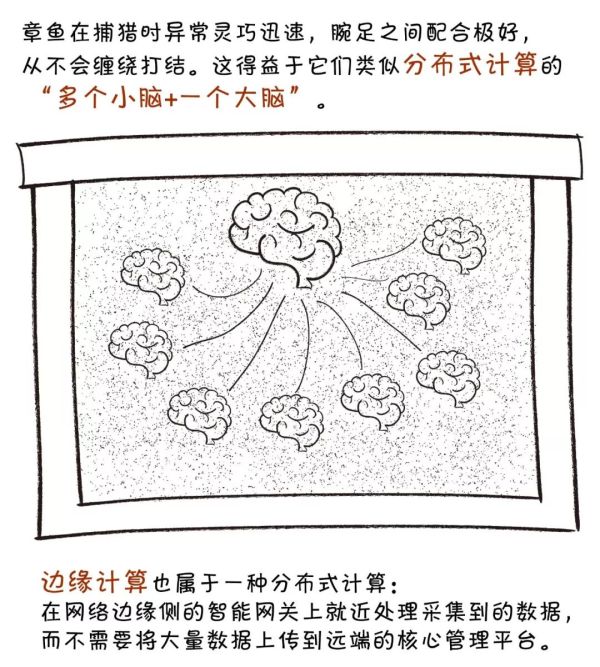 章鱼在捕猎时异常灵巧迅速，腕足之间配合极好，
从不会缠绕打结。这得益于它们类似分布式计算的
“多个小脑+一个大脑”。
边缘计算也属于一种分布式计算：
在网络边缘侧的智能网关上就近处理采集到的数据，
而不需要将大量数据上传到远端的核心管理平台。